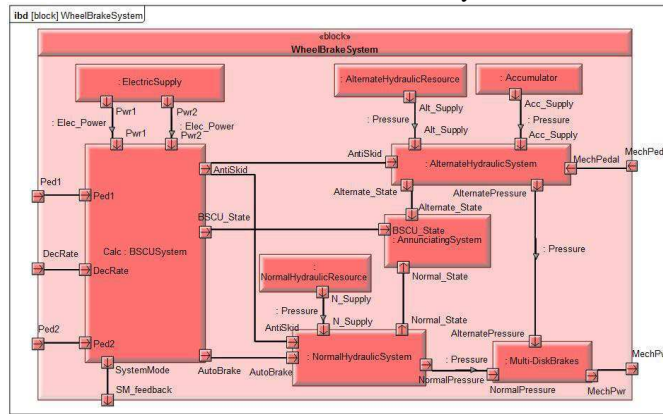 ibd [block] WheelBrakeSystem
«block»
WheelBrakeSystem
: ElectricSupply
: AlternateHydraulicResource
: Accumulator
Pwr1
Pwr2
Alt_Supply
Acc_Supply
: Elec_Power
: Elec_Power
: Pressure
: Pressure
Pwr1
Pwr2
Alt_Supply
Acc_Supply
AntiSkid
AntiSkid
: AlternateHydraulicSystem
MechPedal
MechPed
Ped1
Ped1
Alternate_State
AlternatePressure
BSCU_State
Alternate_State
BSCU_State
: AnnunciatingSystem
Calc : BSCUSystem
: Pressure
DecRate
DecRate
:
NormalHydraulicResource
Normal_State
N_Supply
: Pressure
N_Supply
Normal_State
Ped2
Ped2
AntiSkid
AlternatePressure
SystemMode
AutoBrake
AutoBrake
: NormalHydraulicSystem
: Pressure
: Multi-DiskBrakes
MechPw
NormalPressure
NormalPressure
MechPwr
SM_feedback